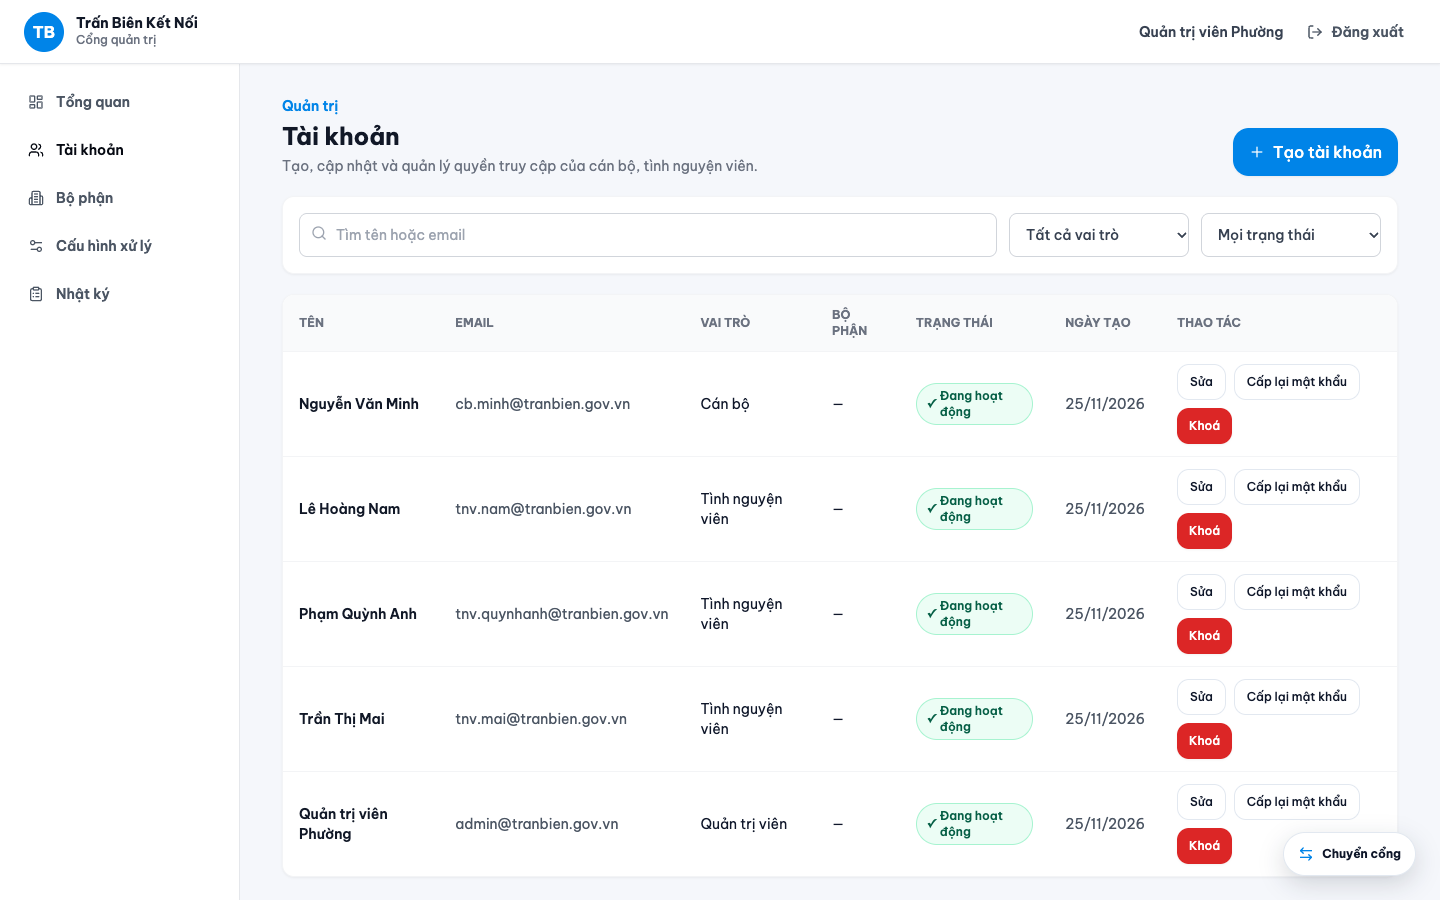 TB
Trấn Biên Kết Nối
Cổng quản trị
Quản trị viên Phường
Đăng xuất
Tổng quan
Tài khoản
Bộ phận
Cấu hình xử lý
Nhật ký
Quản trị
Tài khoản
Tạo, cập nhật và quản lý quyền truy cập của cán bộ, tình nguyện viên.
+ Tạo tài khoản
Tìm tên hoặc email
Tất cả vai trò
Mọi trạng thái
TÊN
EMAIL
VAI TRÒ
BỘ
PHẬN
TRẠNG THÁI
NGÀY TẠO
THAO TÁC
Nguyễn Văn Minh
cb.minh@tranbien.gov.vn
Cán bộ
—
✓ Đang hoạt
động
25/11/2026
Sửa
Cấp lại mật khẩu
Khoá
Lê Hoàng Nam
tnv.nam@tranbien.gov.vn
Tình nguyện
viên
—
✓ Đang hoạt
động
25/11/2026
Sửa
Cấp lại mật khẩu
Khoá
Phạm Quỳnh Anh
tnv.quynhanh@tranbien.gov.vn
Tình nguyện
viên
—
✓ Đang hoạt
động
25/11/2026
Sửa
Cấp lại mật khẩu
Khoá
Trần Thị Mai
tnv.mai@tranbien.gov.vn
Tình nguyện
viên
—
✓ Đang hoạt
động
25/11/2026
Sửa
Cấp lại mật khẩu
Khoá
Quản trị viên
Phường
admin@tranbien.gov.vn
Quản trị viên
—
✓ Đang hoạt
động
25/11/2026
Sửa
Cấp lại mật khẩu
Khoá
Chuyển cổng